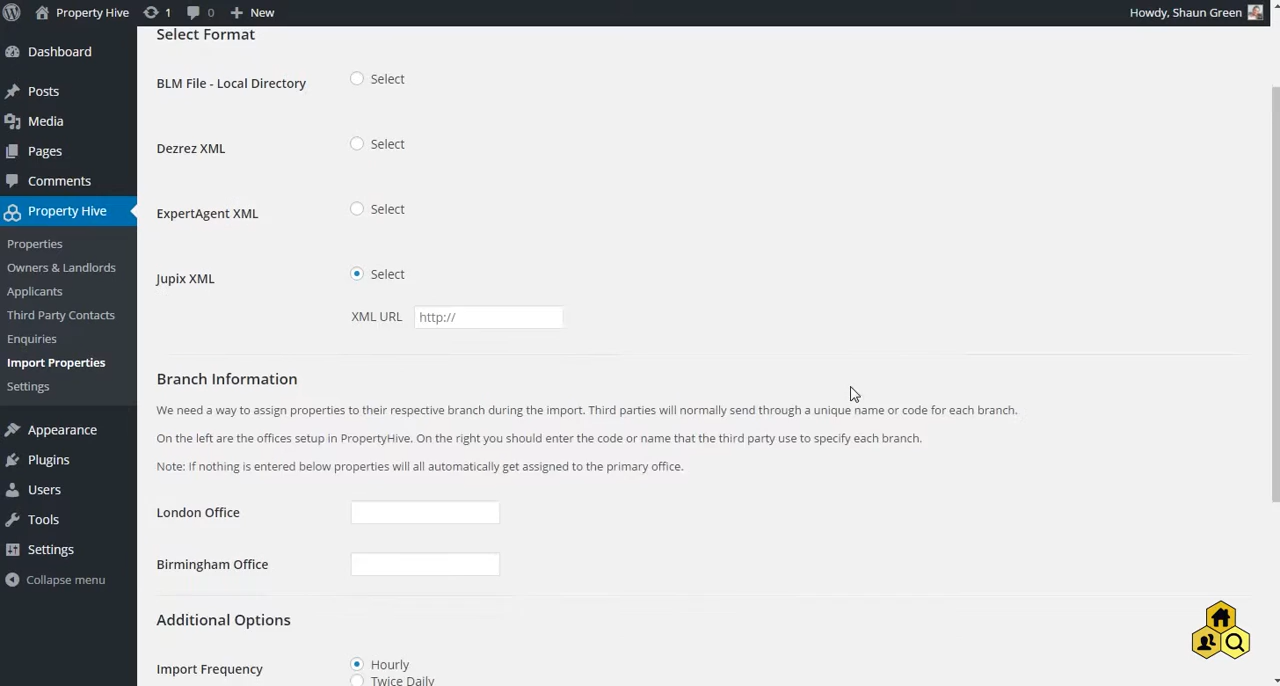 Property Hive
1
0
New
Howdy, Shaun Green
Dashboard
Posts
Media
Pages
Comments
Property Hive
Properties
Owners & Landlords
Applicants
Third Party Contacts
Enquiries
Import Properties
Settings
Appearance
Plugins
Users
Tools
Settings
Collapse menu
Select Format
BLM File - Local Directory
Select
Dezrez XML
Select
ExpertAgent XML
Select
Jupix XML
Select
XML URL
http://
Branch Information
We need a way to assign properties to their respective branch during the import. Third parties will normally send through a unique name or code for each branch.
On the left are the offices setup in PropertyHive. On the right you should enter the code or name that the third party use to specify each branch.
Note: If nothing is entered below properties will all automatically get assigned to the primary office.
London Office
Birmingham Office
Additional Options
Import Frequency
Hourly
Twice Daily